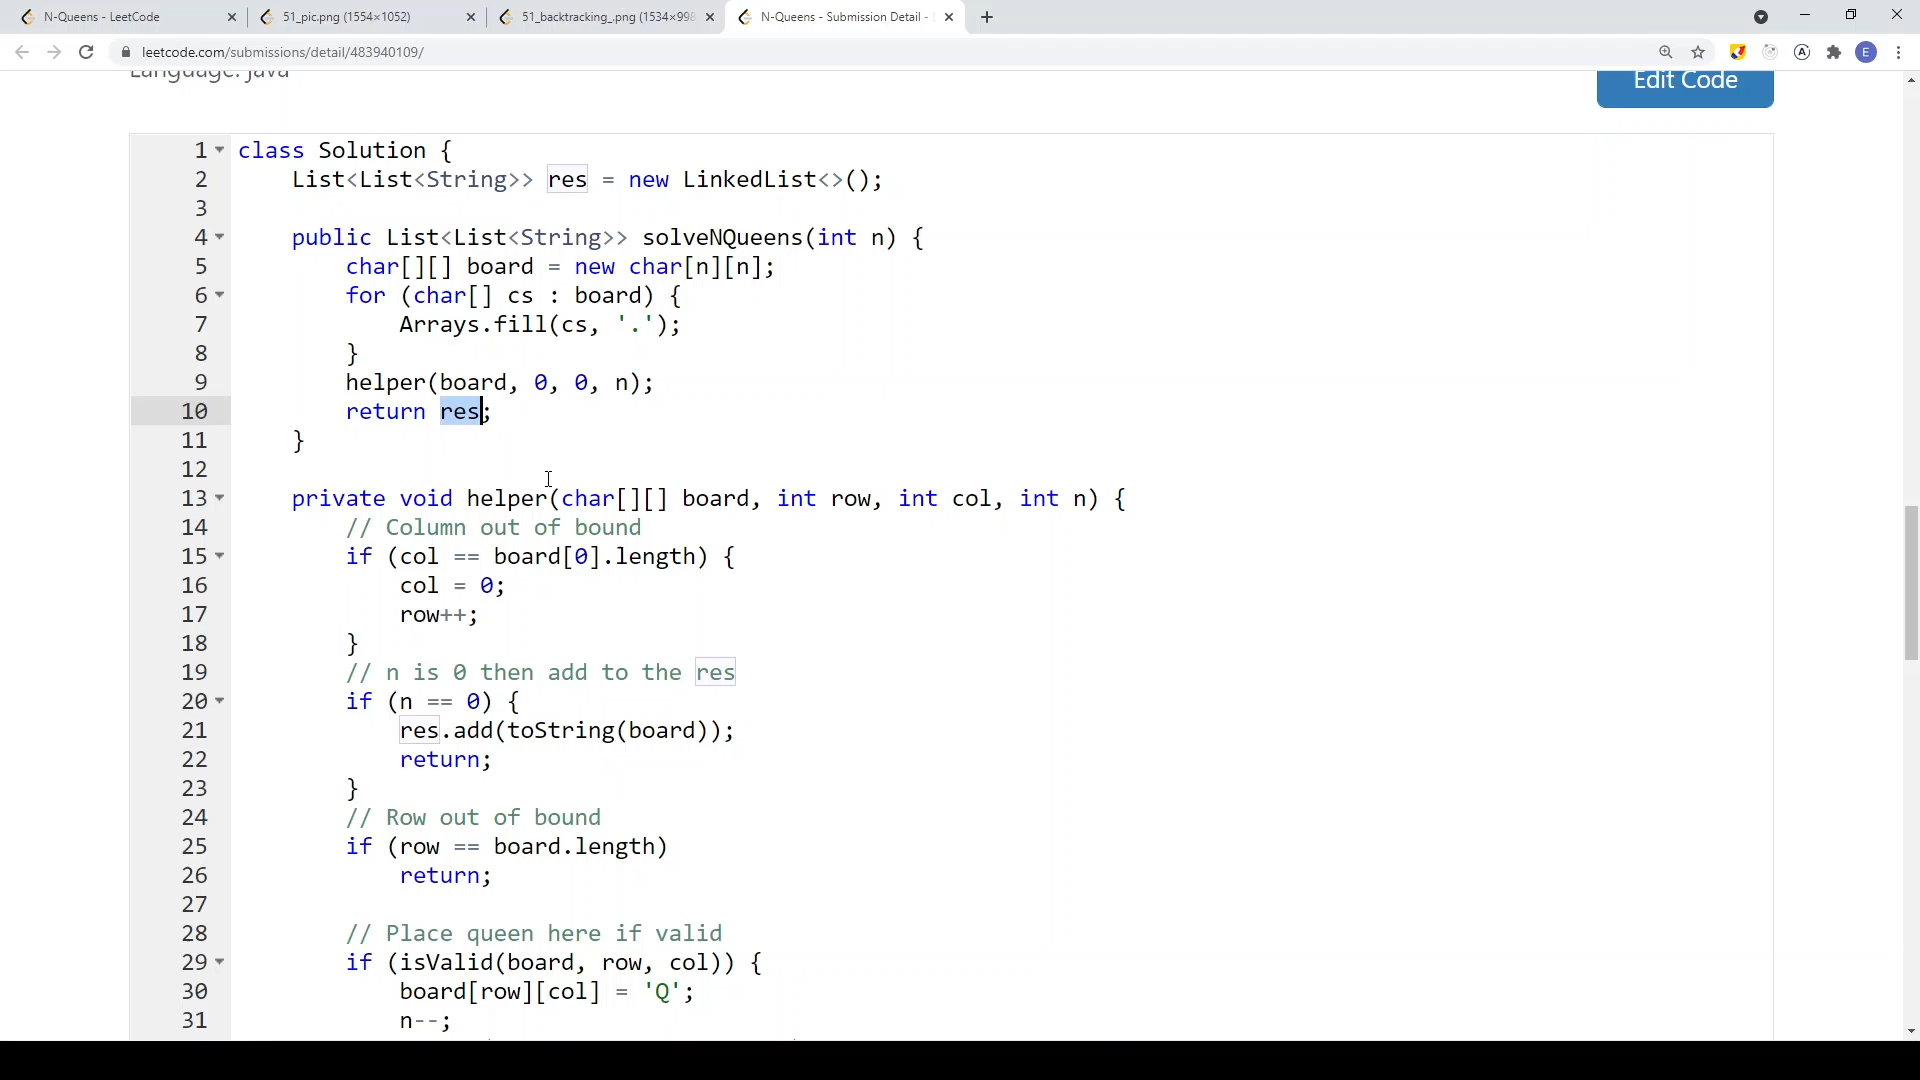 N-Queens - LeetCode
51_pic.png (1554×1052)
51_backtracking_.png (1534×998
N-Queens - Submission Detail -
leetcode.com/submissions/detail/483940109/
E
Language: java
Edit Code
1 class Solution {
2 List<List<String>> res = new LinkedList<>();
3
4 public List<List<String>> solveNQueens(int n) {
5 char[][] board = new char[n][n];
6 for (char[] cs : board) {
7 Arrays.fill(cs, '.');
8 }
9 helper(board, 0, 0, n);
10 return res;
11 }
12
13 private void helper(char[][] board, int row, int col, int n) {
14 // Column out of bound
15 if (col == board[0].length) {
16 col = 0;
17 row++;
18 }
19 // n is 0 then add to the res
20 if (n == 0) {
21 res.add(toString(board));
22 return;
23 }
24 // Row out of bound
25 if (row == board.length)
26 return;
27
28 // Place queen here if valid
29 if (isValid(board, row, col)) {
30 board[row][col] = 'Q';
31 n--;